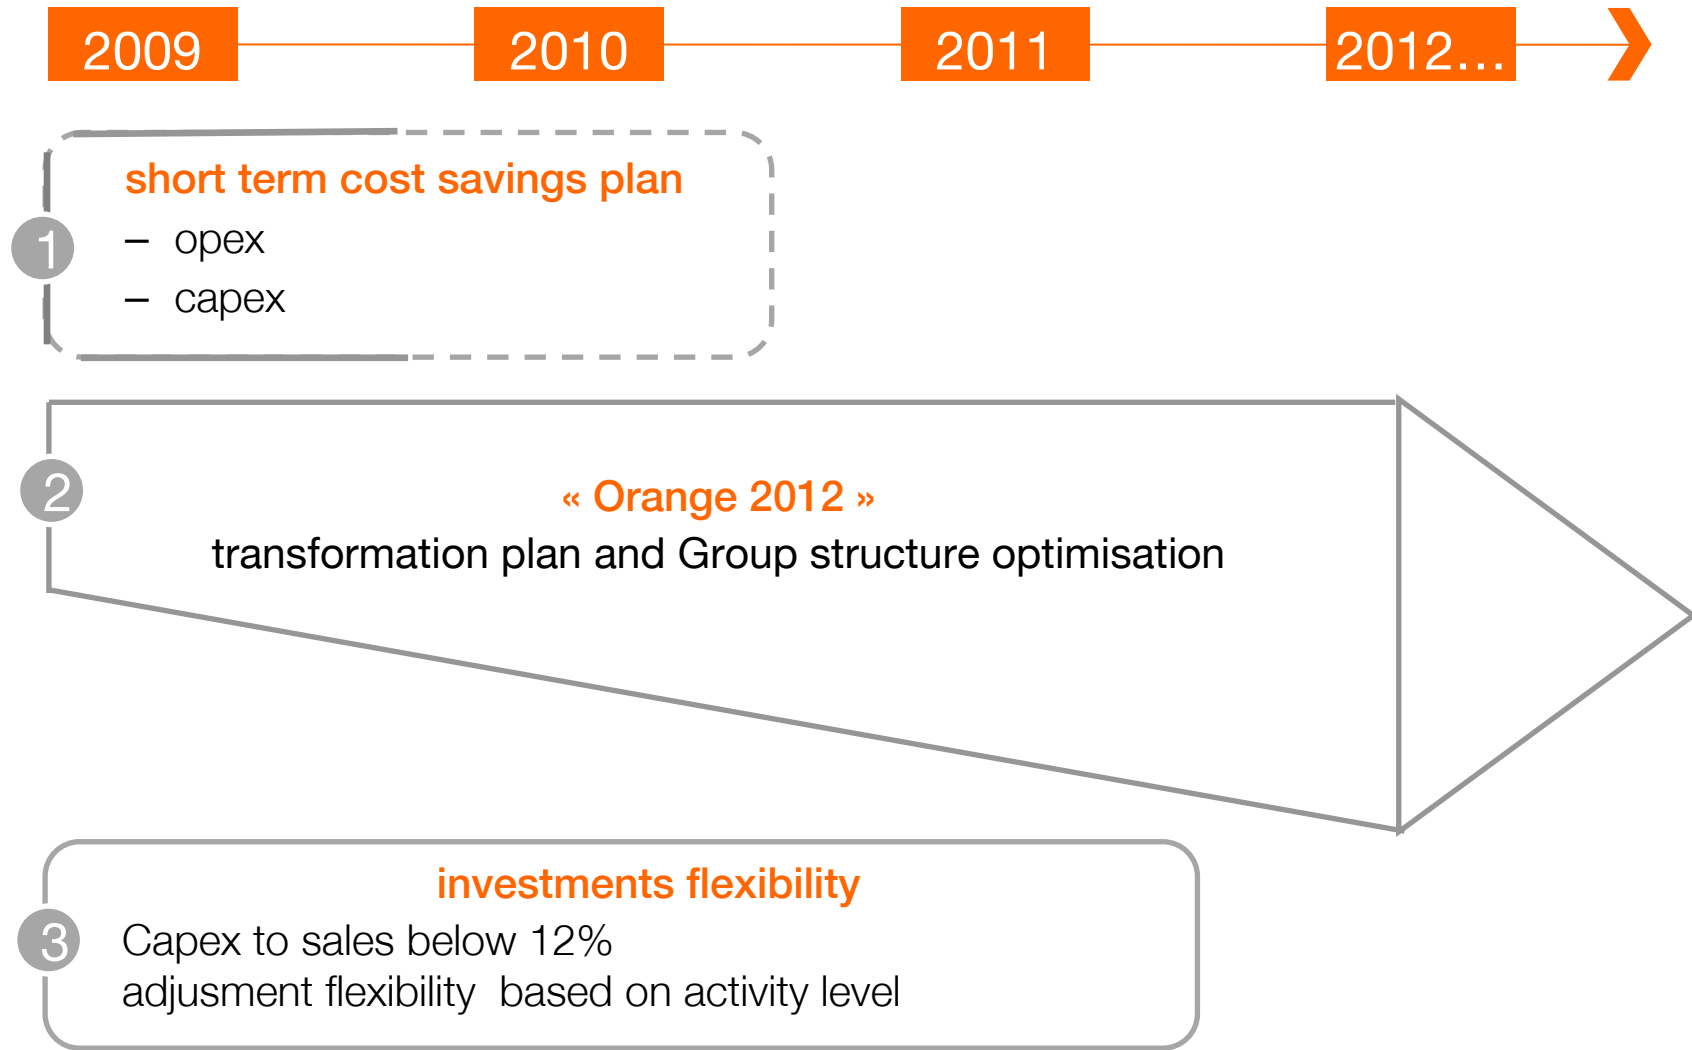 2009 2010 2011 2012...
short term cost savings plan
1
– opex
– capex
2
« Orange 2012 »
transformation plan and Group structure optimisation
investments flexibility
3
Capex to sales below 12%
adjusment flexibility based on activity level